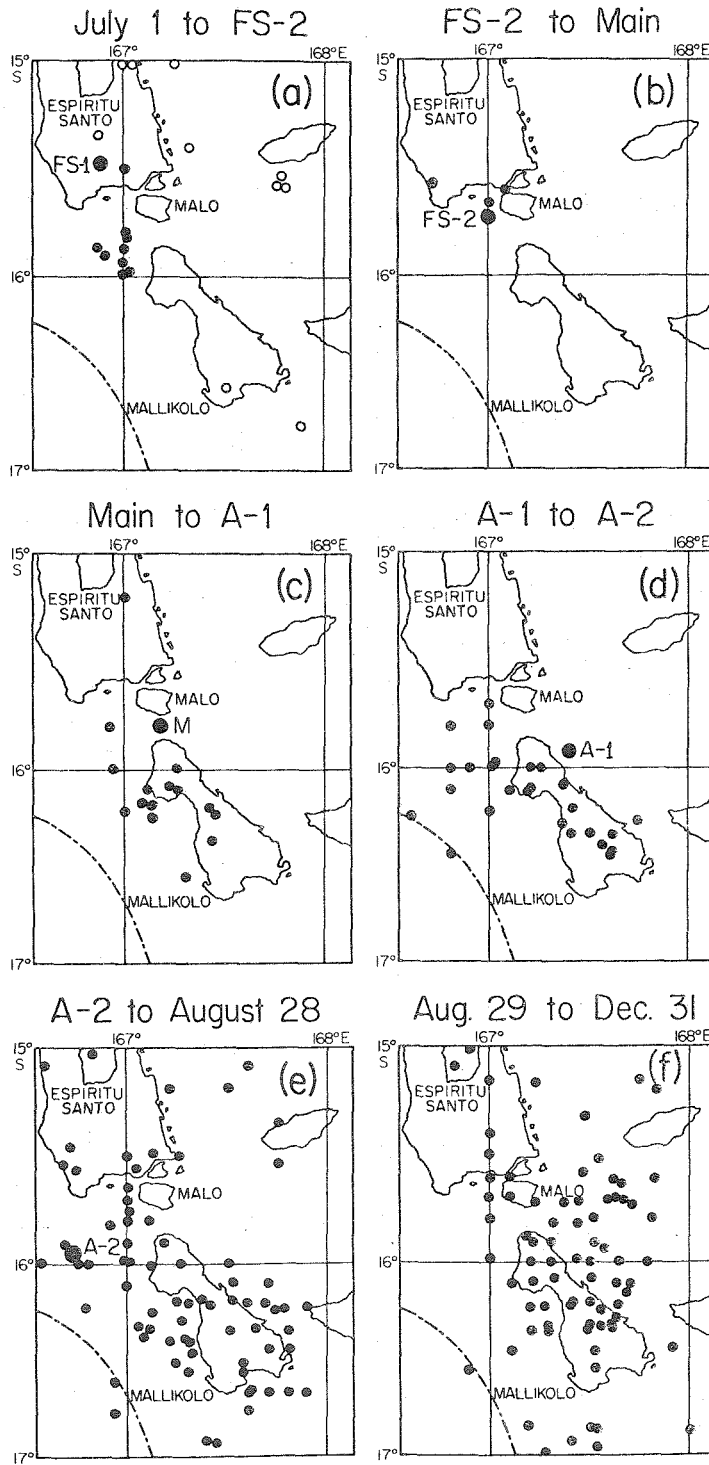 July 1 to FS-2
167° 168°E
15°
S
(a)
ESPIRITU
SANTO
FS-1
MALO
16°
MALLIKOLO
17°
FS-2 to Main
167° 168°E
(b)
ESPIRITU
SANTO
MALO
FS-2
MALLIKOLO
Main to A-1
167° 168°E
15°
S
(c)
ESPIRITU
SANTO
MALO
M
16°
MALLIKOLO
17°
A-1 to A-2
167° 168°E
15°
S
(d)
ESPIRITU
SANTO
MALO
A-1
16°
MALLIKOLO
17°
A-2 to August 28
167° 168°E
15°
S
(e)
ESPIRITU
SANTO
MALO
A-2
16°
MALLIKOLO
17°
Aug. 29 to Dec. 31
167° 168°E
15°
S
(f)
ESPIRITU
SANTO
MALO
16°
MALLIKOLO
17°